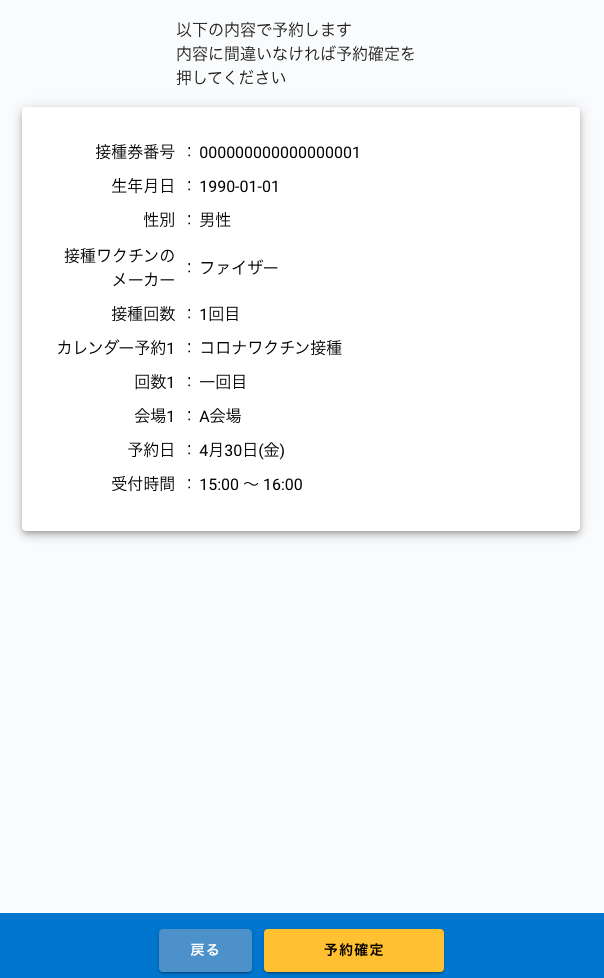 以下の内容で予約します
内容に間違いなければ予約確定を
押してください
接種券番号 : 000000000000000001
生年月日 : 1990-01-01
性別 : 男性
接種ワクチンの
メーカー : ファイザー
接種回数 : 1回目
カレンダー予約1 : コロナワクチン接種
回数1 : 一回目
会場1 : A会場
予約日 : 4月30日(金)
受付時間 : 15:00 〜 16:00
戻る 予約確定